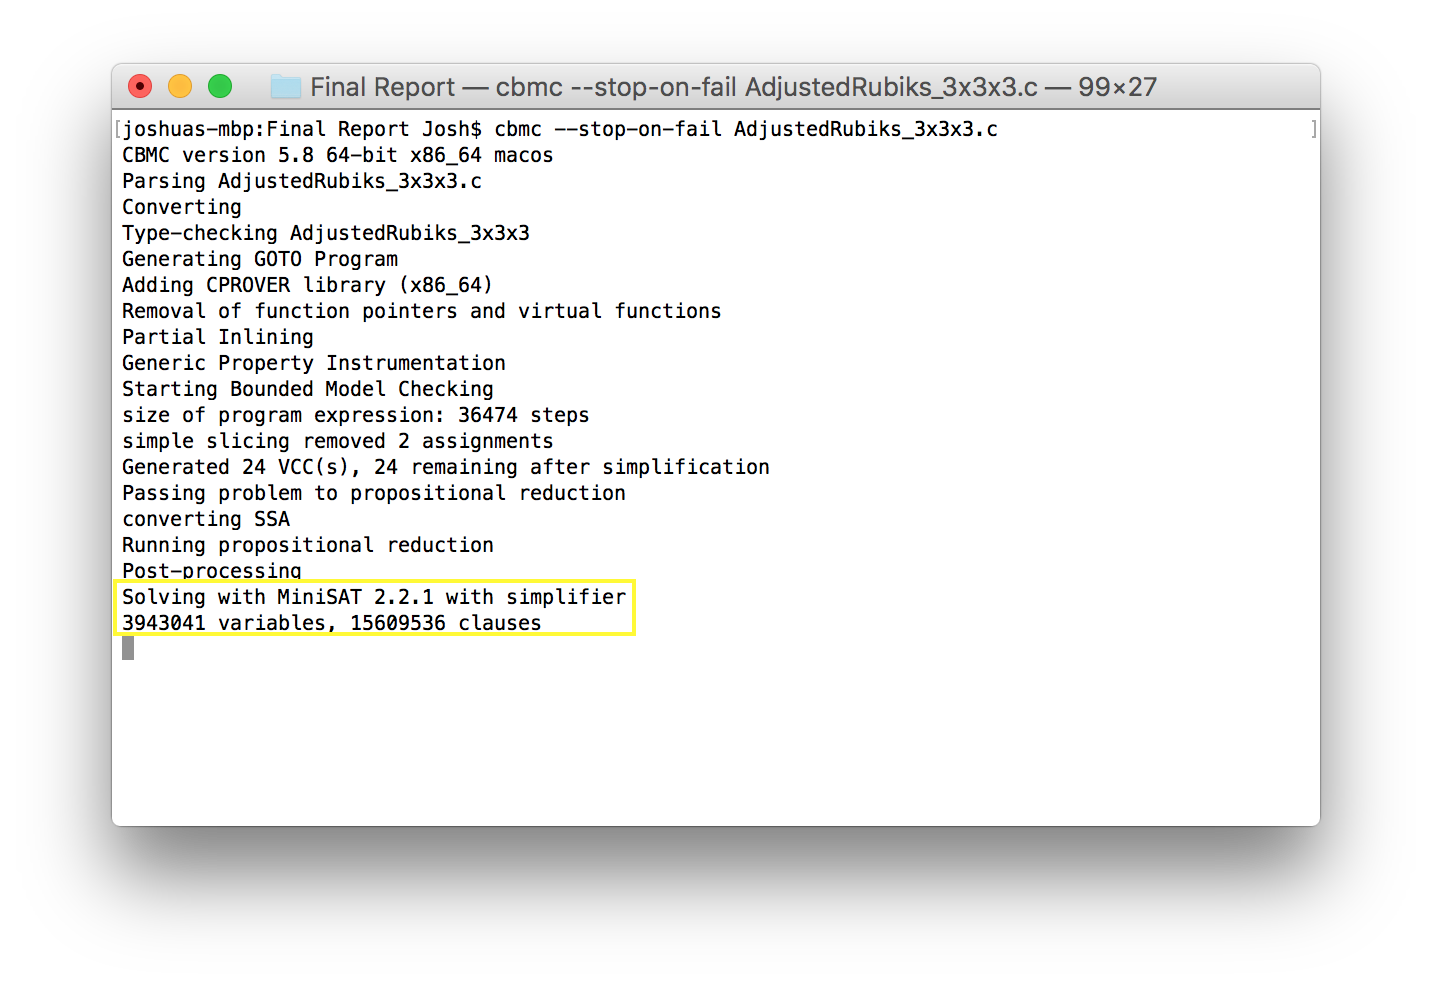 Final Report — cbmc --stop-on-fail AdjustedRubiks_3x3x3.c — 99×27
[joshuas-mbp:Final Report Josh$ cbmc --stop-on-fail AdjustedRubiks_3x3x3.c ]
CBMC version 5.8 64-bit x86_64 macos
Parsing AdjustedRubiks_3x3x3.c
Converting
Type-checking AdjustedRubiks_3x3x3
Generating GOTO Program
Adding CPROVER library (x86_64)
Removal of function pointers and virtual functions
Partial Inlining
Generic Property Instrumentation
Starting Bounded Model Checking
size of program expression: 36474 steps
simple slicing removed 2 assignments
Generated 24 VCC(s), 24 remaining after simplification
Passing problem to propositional reduction
converting SSA
Running propositional reduction
Post-processing
Solving with MiniSAT 2.2.1 with simplifier
3943041 variables, 15609536 clauses